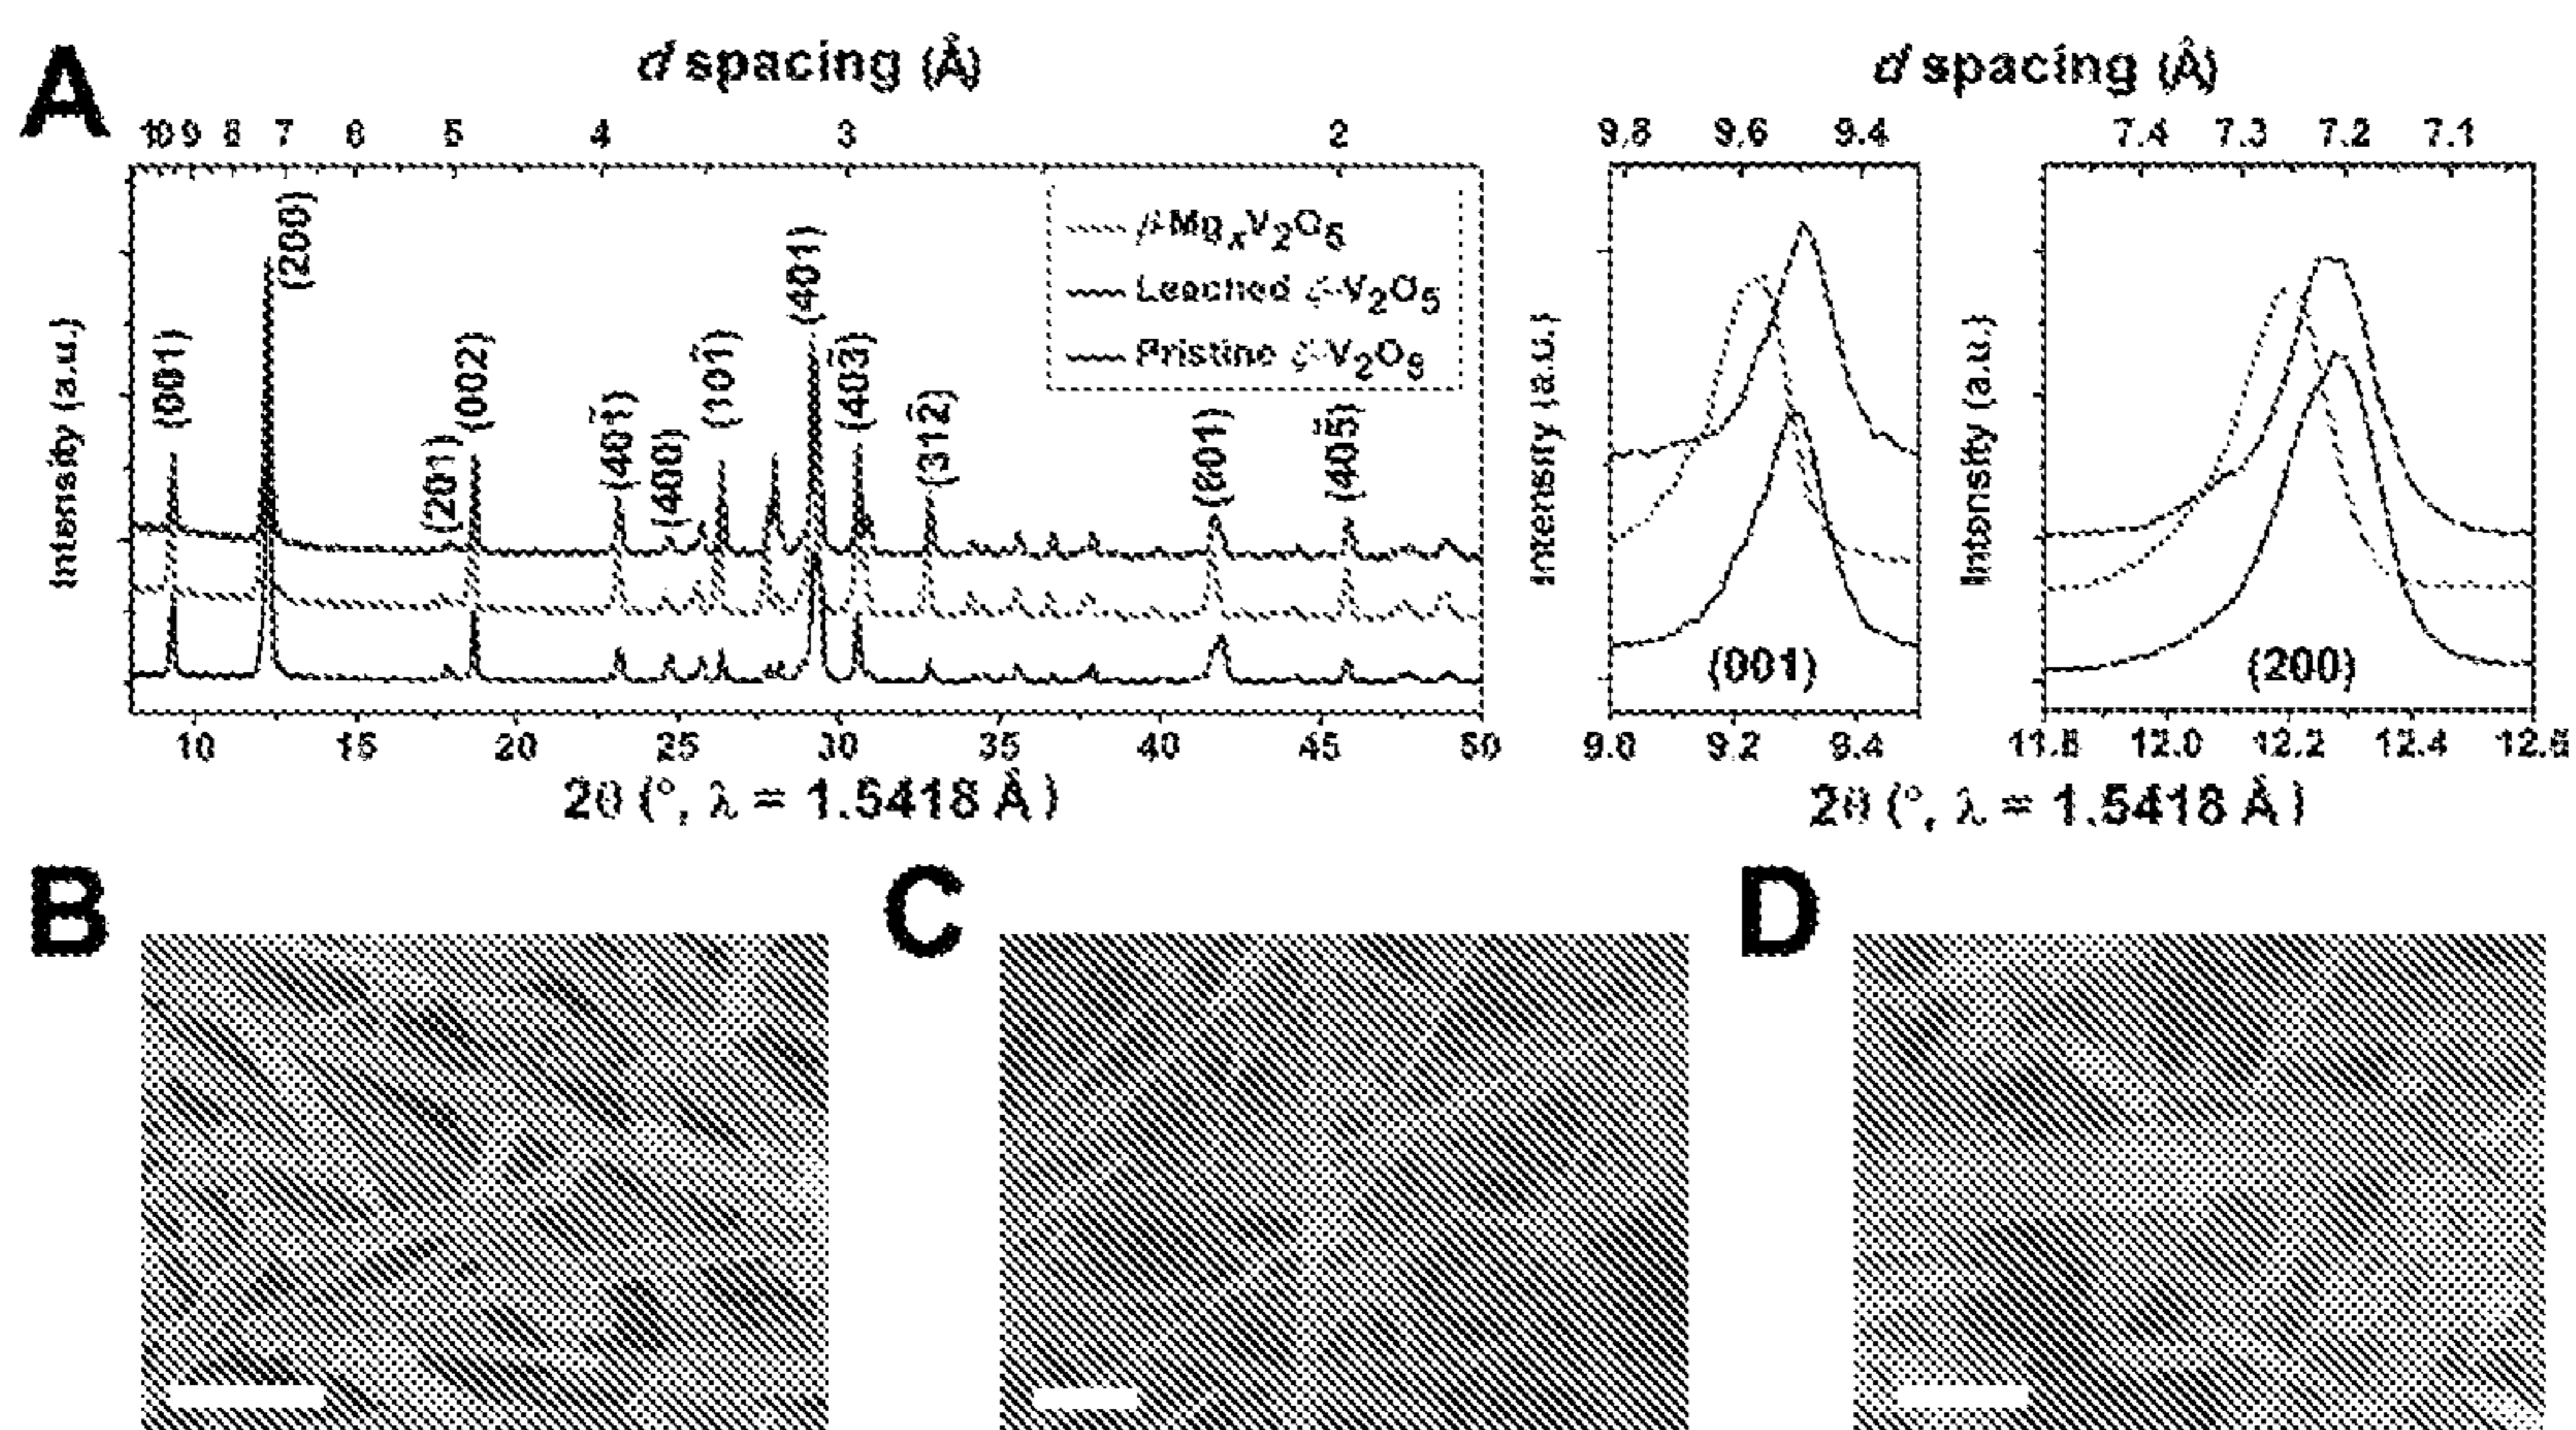 A
d spacing (Å)
10 9 8 7 6 5 4 3 2
Intensity (a.u.)
(001)
(200)
(201)
(002)
(401̄)
(400)
(401)
(403̄)
(312̄)
(405̄)
β-MgxV2O5
Leached ζ-V2O5
Pristine ζ-V2O5
10 15 20 25 30 35 40 45 50
2θ (°, λ = 1.5418 Å)
d spacing (Å)
9.8 9.6 9.4
7.4 7.3 7.2 7.1
Intensity (a.u.)
(001)
9.0 9.2 9.4
Intensity (a.u.)
(200)
11.8 12.0 12.2 12.4 12.6
2θ (°, λ = 1.5418 Å)
B
C
D